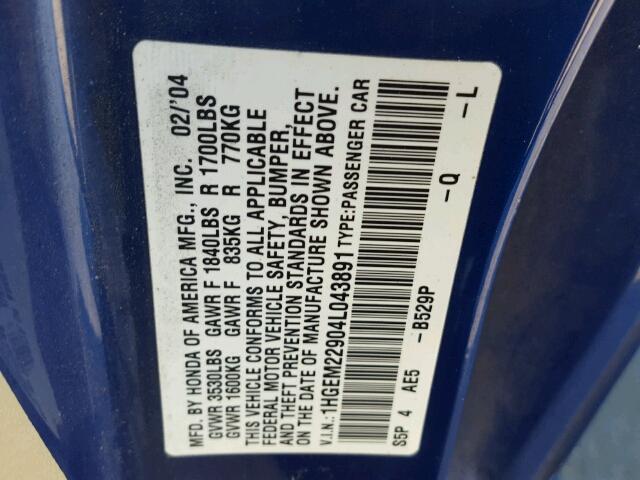 MFD. BY HONDA OF AMERICA MFG., INC. 02/'04
GVWR 3530LBS GAWR F 1840LBS R 1700LBS
GVWR 1600KG GAWR F 835KG R 770KG
THIS VEHICLE CONFORMS TO ALL APPLICABLE
FEDERAL MOTOR VEHICLE SAFETY, BUMPER,
AND THEFT PREVENTION STANDARDS IN EFFECT
ON THE DATE OF MANUFACTURE SHOWN ABOVE.
V.I.N.:1HGEM22904L043891 TYPE:PASSENGER CAR
S5P 4 AE5 -B529P -Q -L